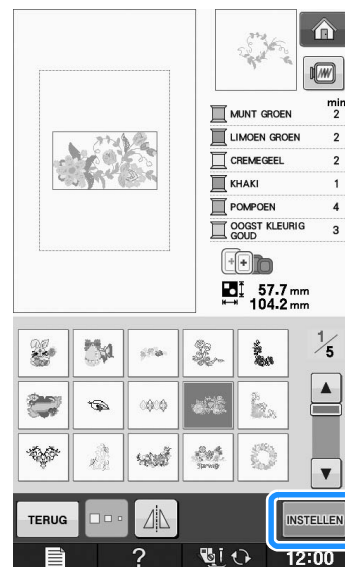 min
MUNT GROEN 2
LIMOEN GROEN 2
CREMEGEEL 2
KHAKI 1
POMPOEN 4
OOGST KLEURIG
GOUD 3
57.7 mm
104.2 mm
1/5
TERUG
INSTELLEN
?
12:00